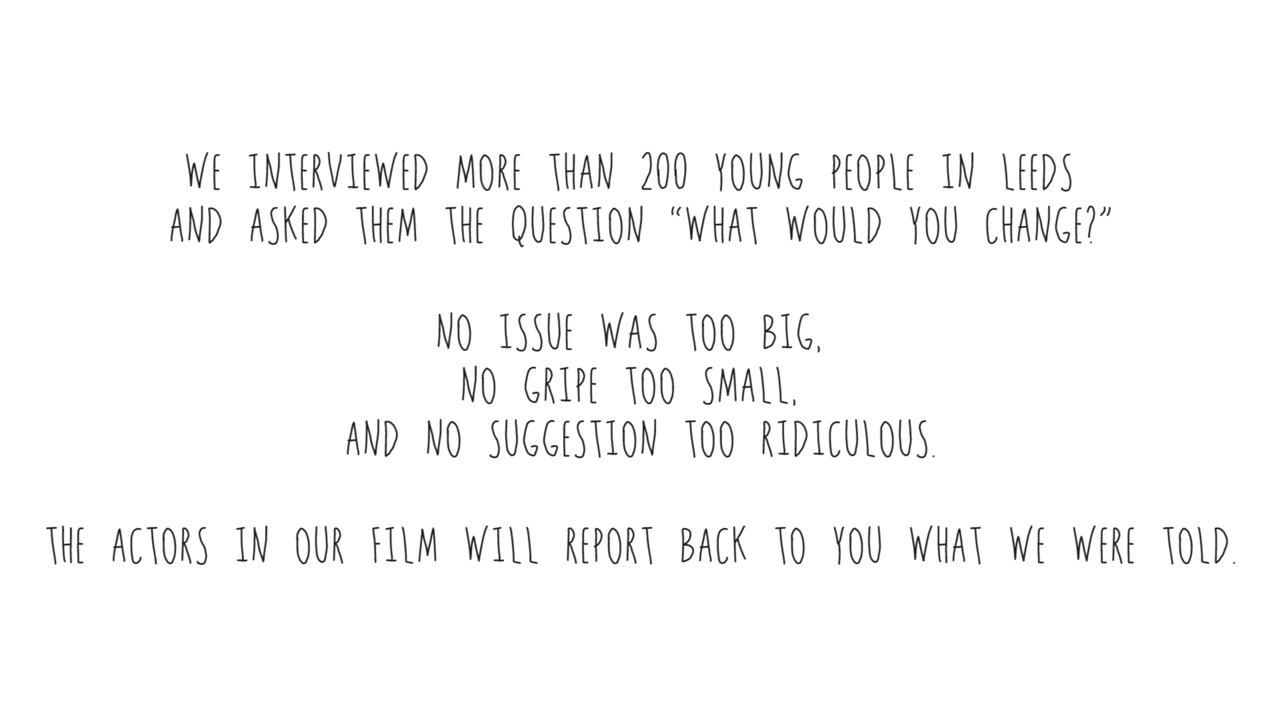 WE INTERVIEWED MORE THAN 200 YOUNG PEOPLE IN LEEDS
AND ASKED THEM THE QUESTION “WHAT WOULD YOU CHANGE?”
NO ISSUE WAS TOO BIG,
NO GRIPE TOO SMALL,
AND NO SUGGESTION TOO RIDICULOUS.
THE ACTORS IN OUR FILM WILL REPORT BACK TO YOU WHAT WE WERE TOLD.